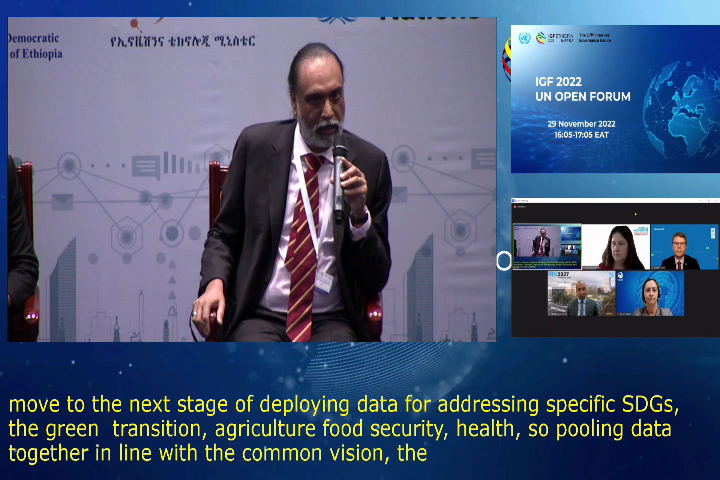 Democratic
of Ethiopia
የኢኖቬሽንና ቴክኖሎጂ ሚኒስቴር
IGF 2022
UN OPEN FORUM
29 November 2022
16:05-17:05 EAT
move to the next stage of deploying data for addressing specific SDGs,
the green transition, agriculture food security, health, so pooling data
together in line with the common vision, the